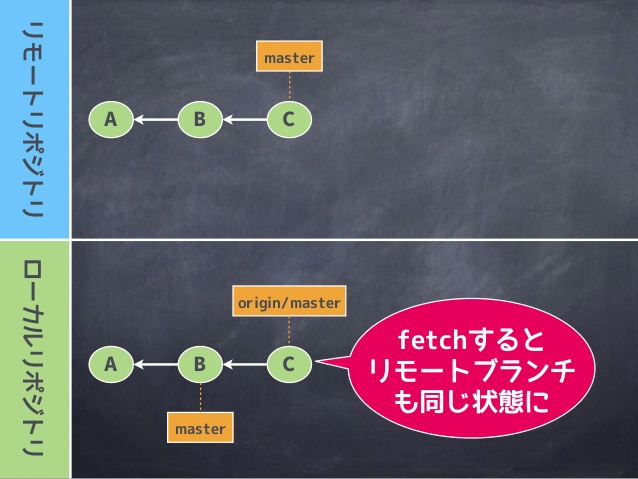 リモートリポジトリ
master
A
B
C
ローカルリポジトリ
origin/master
A
B
C
master
fetchすると
リモートブランチ
も同じ状態に